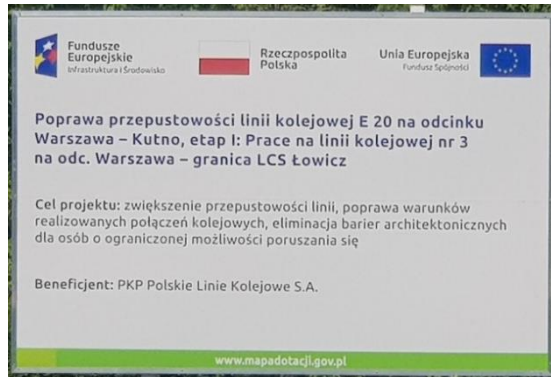 Fundusze
Europejskie
Infrastruktura i Środowisko
Rzeczpospolita
Polska
Unia Europejska
Fundusz Spójności
Poprawa przepustowości linii kolejowej E 20 na odcinku
Warszawa – Kutno, etap I: Prace na linii kolejowej nr 3
na odc. Warszawa – granica LCS Łowicz
Cel projektu: zwiększenie przepustowości linii, poprawa warunków
realizowanych połączeń kolejowych, eliminacja barier architektonicznych
dla osób o ograniczonej możliwości poruszania się
Beneficjent: PKP Polskie Linie Kolejowe S.A.
www.mapadotacji.gov.pl